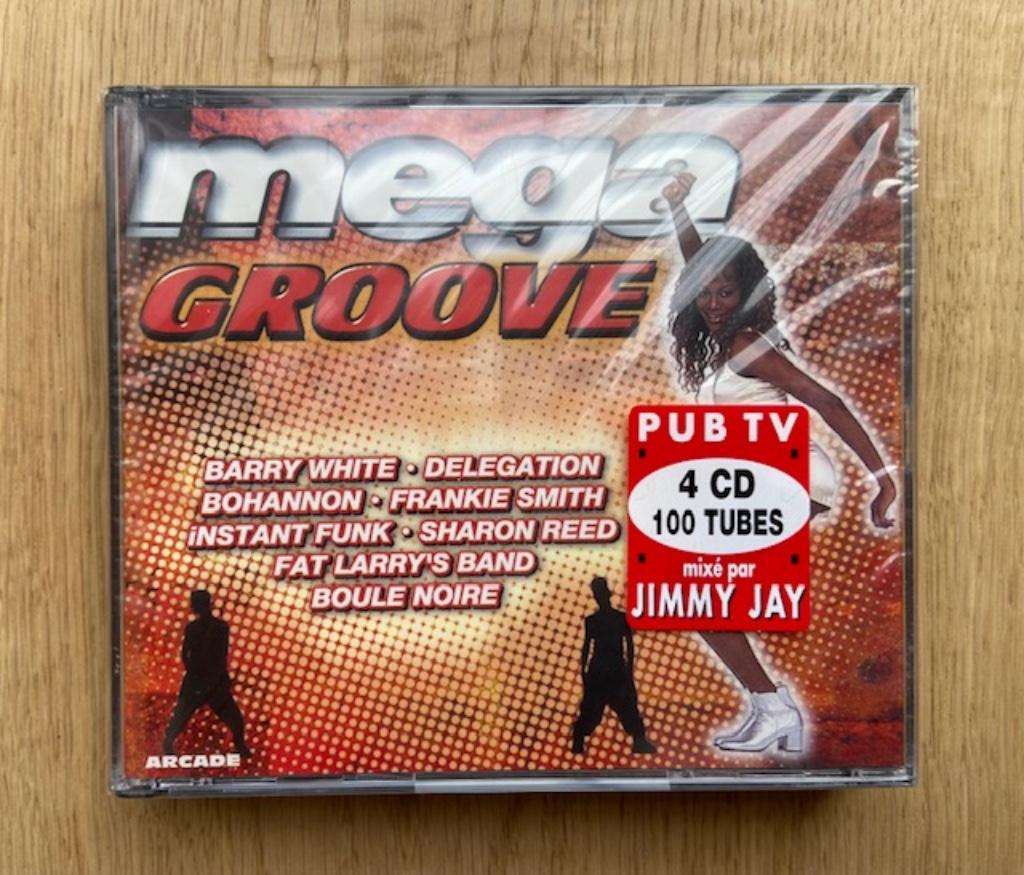 mega
GROOVE
BARRY WHITE · DELEGATION
BOHANNON · FRANKIE SMITH
iNSTANT FUNK · SHARON REED
FAT LARRY'S BAND
BOULE NOIRE
PUB TV
4 CD
100 TUBES
mixé par
JIMMY JAY
ARCADE